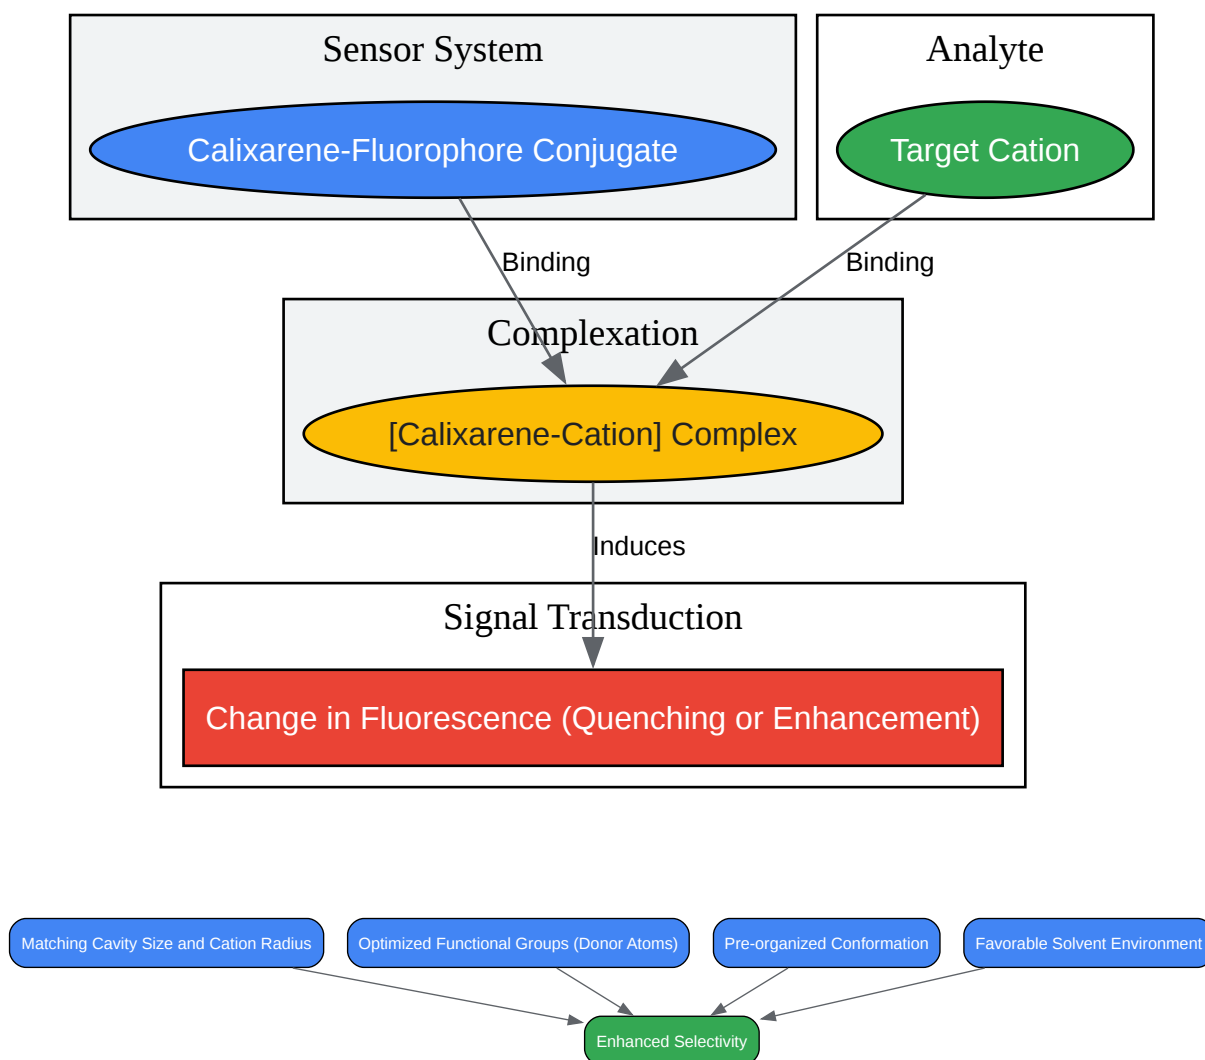 Sensor System
Analyte
Calixarene-Fluorophore Conjugate
Target Cation
Binding
Binding
Complexation
[Calixarene-Cation] Complex
Induces
Signal Transduction
Change in Fluorescence (Quenching or Enhancement)
Matching Cavity Size and Cation Radius
Optimized Functional Groups (Donor Atoms)
Pre-organized Conformation
Favorable Solvent Environment
Enhanced Selectivity